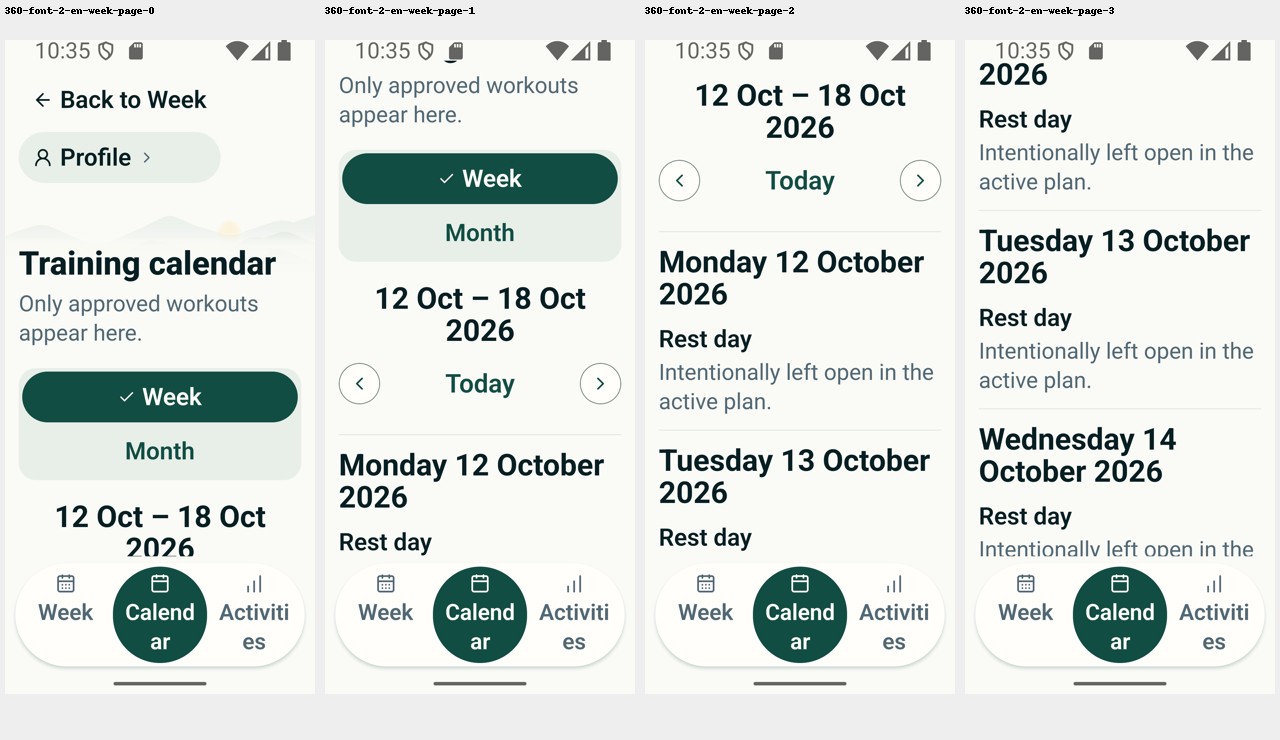 360-font-2-en-week-page-0
10:35
Back to Week
Profile
Training calendar
Only approved workouts
appear here.
Week
Month
12 Oct – 18 Oct
2026
Week
Calend
ar
Activiti
es
360-font-2-en-week-page-1
10:35
Only approved workouts
appear here.
Week
Month
12 Oct – 18 Oct
2026
Today
Monday 12 October
2026
Rest day
Week
Calend
ar
Activiti
es
360-font-2-en-week-page-2
10:35
12 Oct – 18 Oct
2026
Today
Monday 12 October
2026
Rest day
Intentionally left open in the
active plan.
Tuesday 13 October
2026
Rest day
Week
Calend
ar
Activiti
es
360-font-2-en-week-page-3
10:35
2026
Rest day
Intentionally left open in the
active plan.
Tuesday 13 October
2026
Rest day
Intentionally left open in the
active plan.
Wednesday 14
October 2026
Rest day
Intentionally left open in the
Week
Calend
ar
Activiti
es